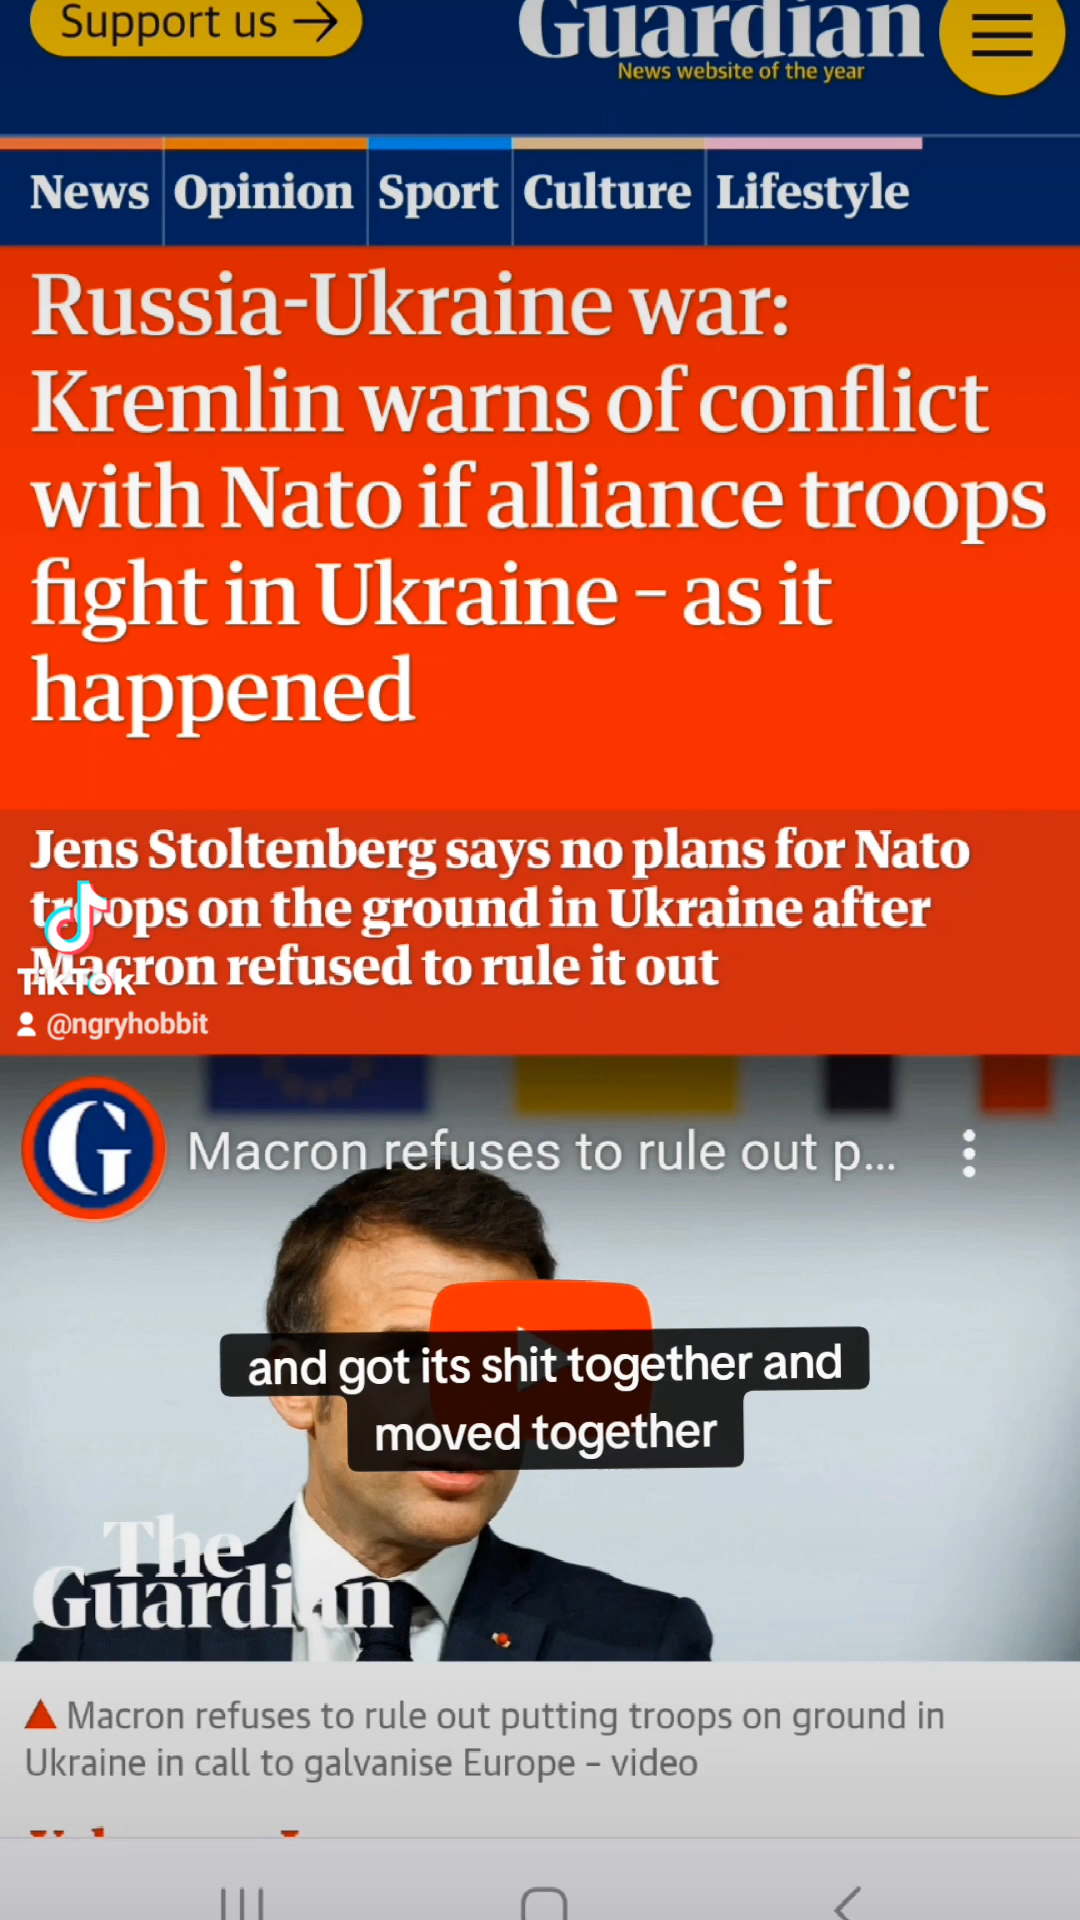 Support us →
Guardian
News website of the year
News Opinion Sport Culture Lifestyle
Russia-Ukraine war:
Kremlin warns of conflict
with Nato if alliance troops
fight in Ukraine – as it
happened
Jens Stoltenberg says no plans for Nato
troops on the ground in Ukraine after
Macron refused to rule it out
TikTok
@ngryhobbit
G
Macron refuses to rule out p...
and got its shit together and
moved together
The
Guardian
Macron refuses to rule out putting troops on ground in
Ukraine in call to galvanise Europe – video